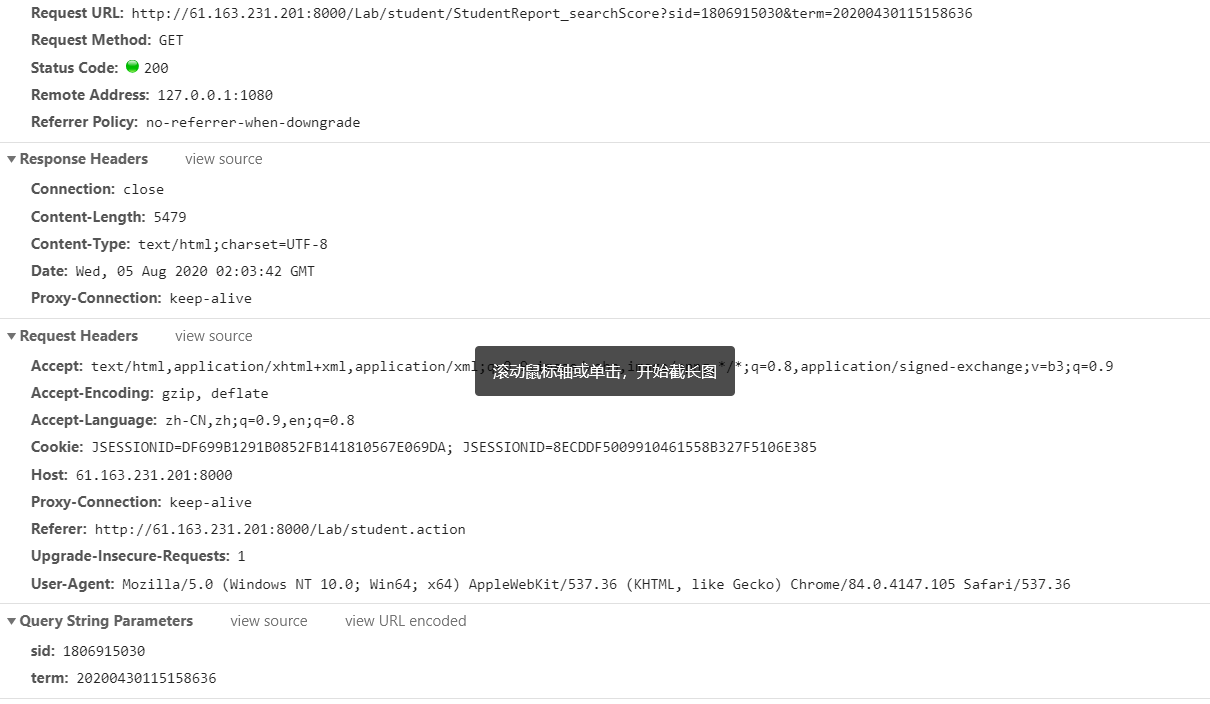 Request URL: http://61.163.231.201:8000/Lab/student/StudentReport_searchScore?sid=1806915030&term=20200430115158636
Request Method: GET
Status Code: 200
Remote Address: 127.0.0.1:1080
Referrer Policy: no-referrer-when-downgrade
Response Headers view source
Connection: close
Content-Length: 5479
Content-Type: text/html;charset=UTF-8
Date: Wed, 05 Aug 2020 02:03:42 GMT
Proxy-Connection: keep-alive
Request Headers view source
Accept: text/html,application/xhtml+xml,application/xml; */*;q=0.8,application/signed-exchange;v=b3;q=0.9
滚动鼠标轴或单击，开始截长图
Accept-Encoding: gzip, deflate
Accept-Language: zh-CN,zh;q=0.9,en;q=0.8
Cookie: JSESSIONID=DF699B1291B0852FB141810567E069DA; JSESSIONID=8ECDDF5009910461558B327F5106E385
Host: 61.163.231.201:8000
Proxy-Connection: keep-alive
Referer: http://61.163.231.201:8000/Lab/student.action
Upgrade-Insecure-Requests: 1
User-Agent: Mozilla/5.0 (Windows NT 10.0; Win64; x64) AppleWebKit/537.36 (KHTML, like Gecko) Chrome/84.0.4147.105 Safari/537.36
Query String Parameters view source view URL encoded
sid: 1806915030
term: 20200430115158636